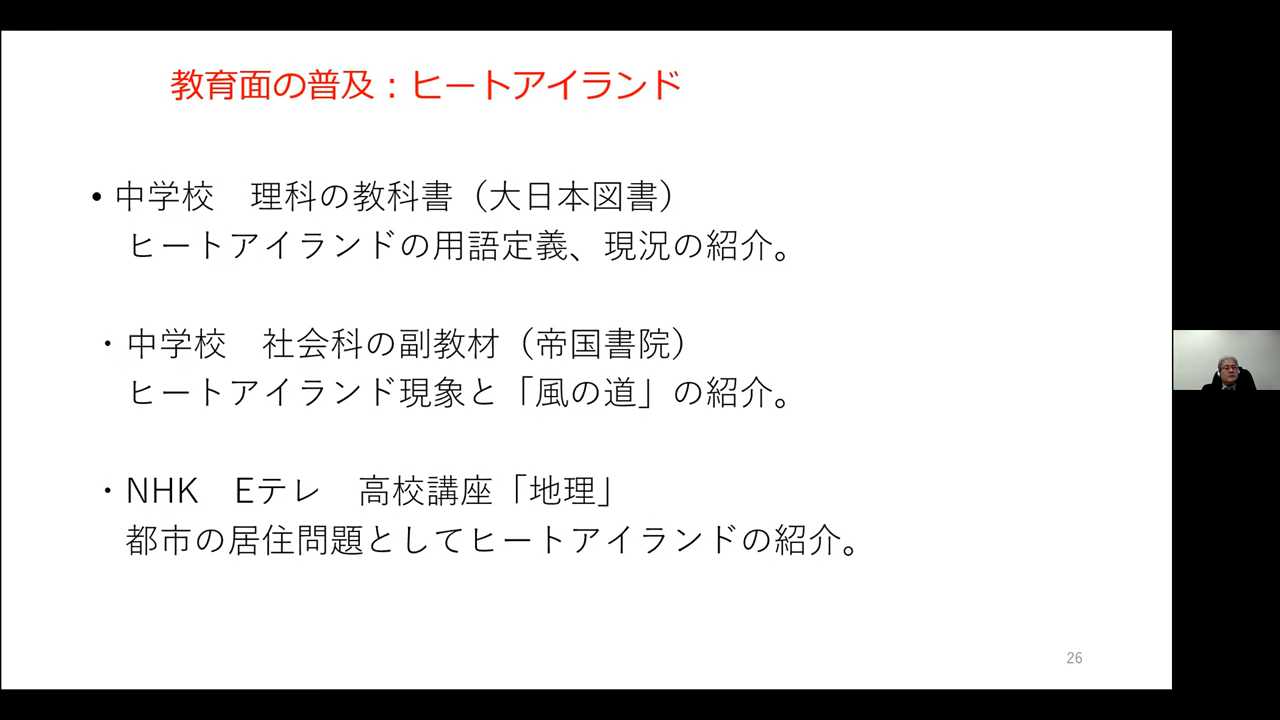 教育面の普及：ヒートアイランド
•中学校　理科の教科書（大日本図書）
ヒートアイランドの用語定義、現況の紹介。
・中学校　社会科の副教材（帝国書院）
ヒートアイランド現象と「風の道」の紹介。
・NHK　Eテレ　高校講座「地理」
都市の居住問題としてヒートアイランドの紹介。
26